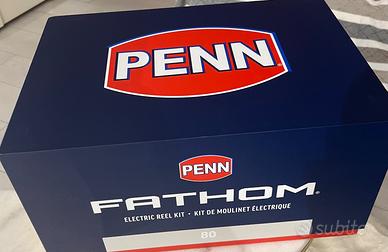 PENN
PENN
FATHOM
ELECTRIC REEL KIT • KIT DE MOULINET ÉLECTRIQUE
80
subito